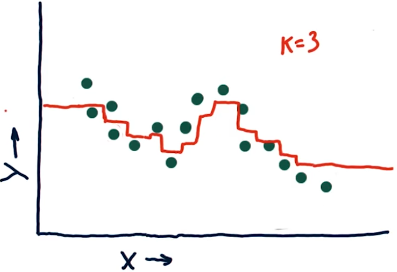 K=3
Y →
X →